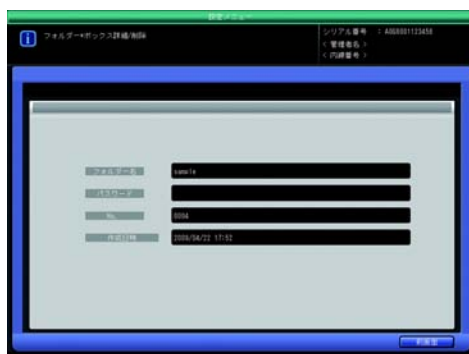 設定メニュー
フォルダー+ボックス詳細/削除
シリアル番号 : A0G0001123456
< 管理者名 >
< 内線番号 >
フォルダー名 sample
パスワード
No. 0004
作成日時 2008/04/22 17:52
前画面